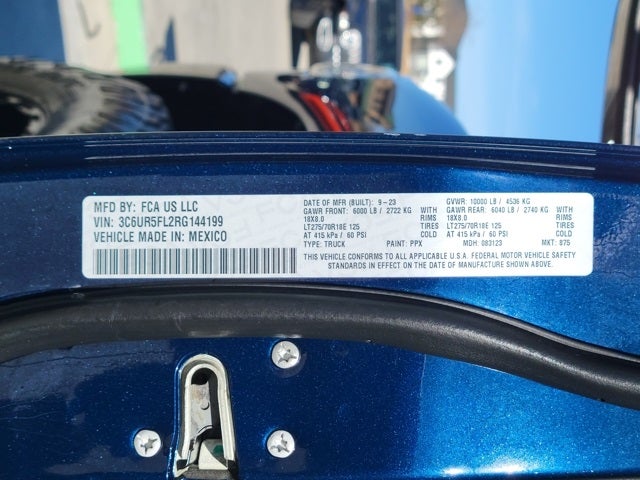 MFD BY: FCA US LLC
VIN: 3C6UR5FL2RG144199
VEHICLE MADE IN: MEXICO
DATE OF MFR (BUILT): 9-23 GVWR: 10000 LB / 4536 KG
GAWR FRONT: 6000 LB / 2722 KG WITH GAWR REAR: 6040 LB / 2740 KG WITH
18X8.0 RIMS 18X8.0 RIMS
LT275/70R18E 125 TIRES LT275/70R18E 125 TIRES
AT 415 kPa / 60 PSI COLD AT 415 kPa / 60 PSI COLD
TYPE: TRUCK PAINT: PPX MDH: 083123 MKT: 875
THIS VEHICLE CONFORMS TO ALL APPLICABLE U.S.A. FEDERAL MOTOR VEHICLE SAFETY
STANDARDS IN EFFECT ON THE DATE OF MANUFACTURE SHOWN ABOVE.